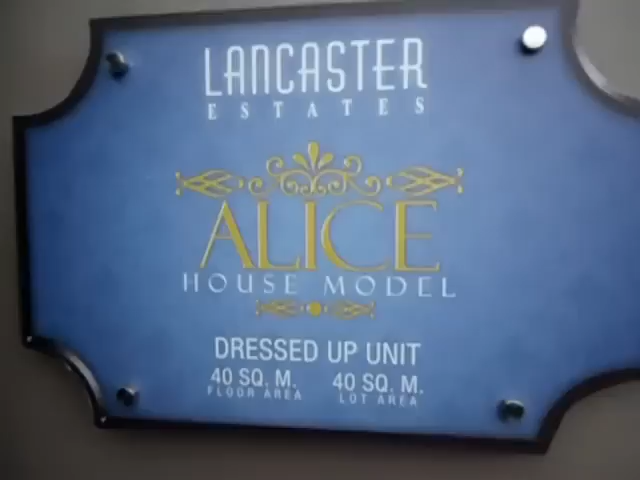 LANCASTER
ESTATES
ALICE
HOUSE MODEL
DRESSED UP UNIT
40 SQ. M. 40 SQ. M.
FLOOR AREA LOT AREA